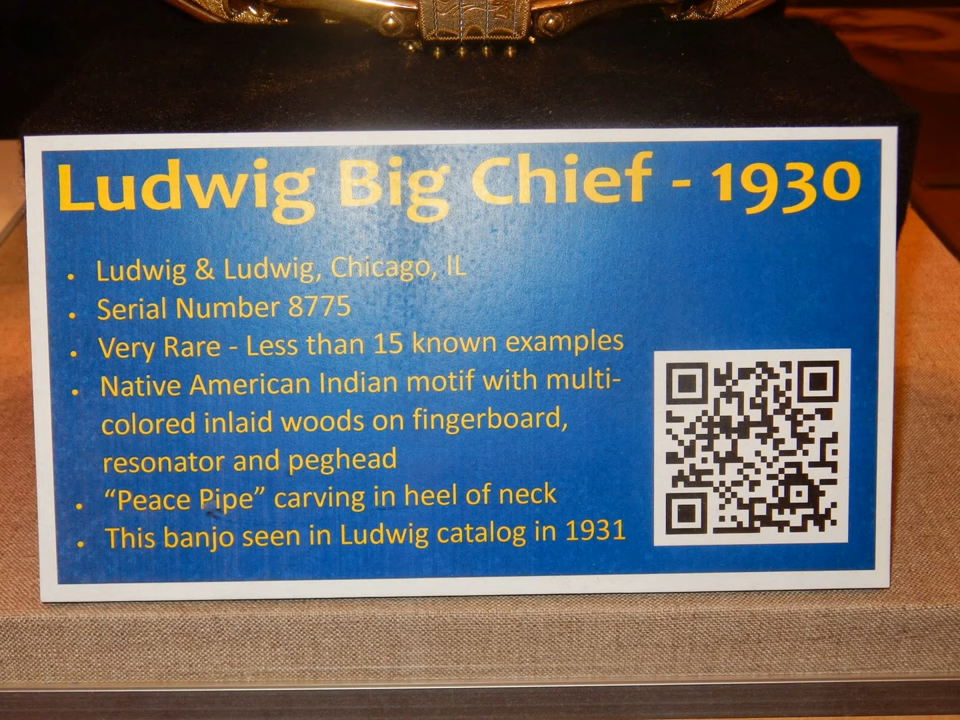 Ludwig Big Chief - 1930
• Ludwig & Ludwig, Chicago, IL
• Serial Number 8775
• Very Rare - Less than 15 known examples
• Native American Indian motif with multi-
colored inlaid woods on fingerboard,
resonator and peghead
• “Peace Pipe” carving in heel of neck
• This banjo seen in Ludwig catalog in 1931